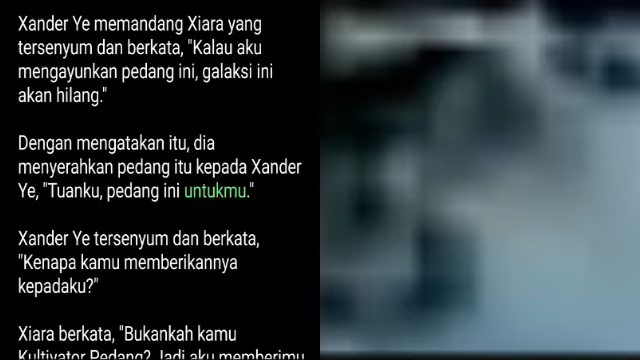 Xander Ye memandang Xiara yang
tersenyum dan berkata, "Kalau aku
mengayunkan pedang ini, galaksi ini
akan hilang."
Dengan mengatakan itu, dia
menyerahkan pedang itu kepada Xander
Ye, "Tuanku, pedang ini untukmu."
Xander Ye tersenyum dan berkata,
"Kenapa kamu memberikannya
kepadaku?"
Xiara berkata, "Bukankah kamu
Kultivator Pedang? Jadi aku memberimu